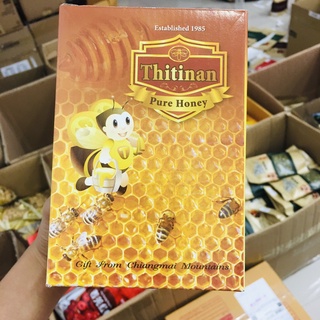 Established 1985
Thitinan
Pure Honey
Gift From Chiangmai Mountains